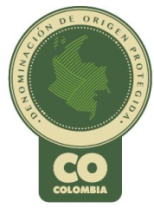 DENOMINACIÓN DE ORIGEN PROTEGIDA
CO
COLOMBIA